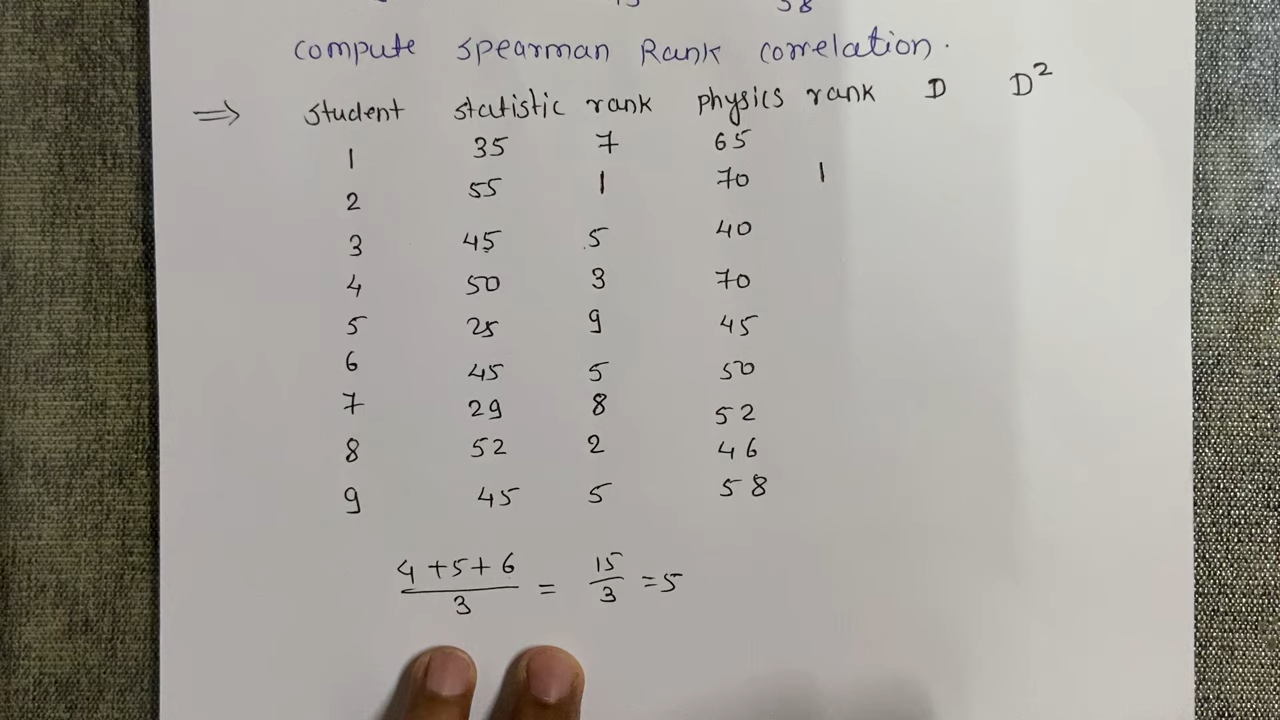 58
compute spearman Rank correlation.
⇒ student statistic rank physics rank D D²
1 35 7 65
2 55 1 70 1
3 45 5 40
4 50 3 70
5 25 9 45
6 45 5 50
7 29 8 52
8 52 2 46
9 45 5 58
4+5+6/3 = 15/3 = 5